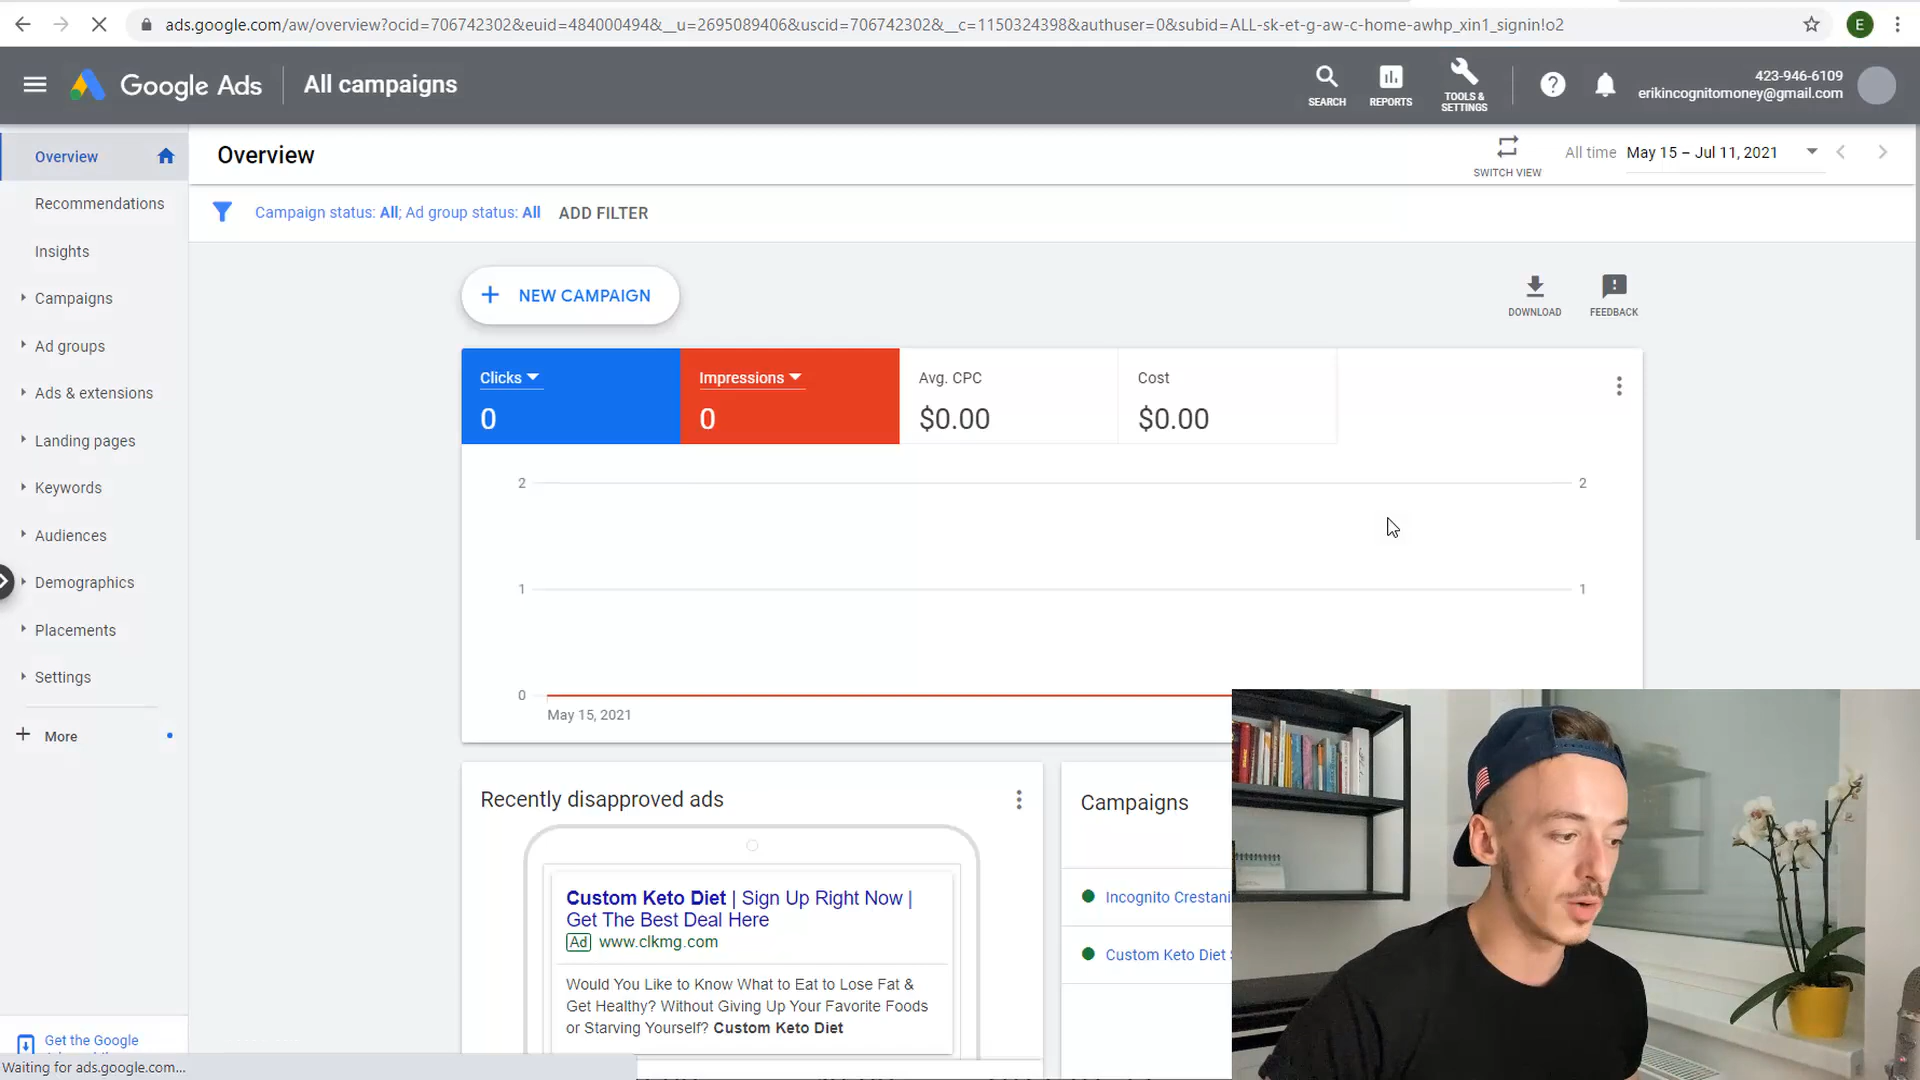 ads.google.com/aw/overview?ocid=706742302&euid=484000494&__u=2695089406&uscid=706742302&__c=1150324398&authuser=0&subid=ALL-sk-et-g-aw-c-home-awhp_xin1_signin!o2
E
Google Ads
All campaigns
SEARCH
REPORTS
TOOLS &
SETTINGS
423-946-6109
erikincognitomoney@gmail.com
Overview
Recommendations
Insights
Campaigns
Ad groups
Ads & extensions
Landing pages
Keywords
Audiences
Demographics
Placements
Settings
More
Get the Google
Waiting for ads.google.com...
Overview
SWITCH VIEW
All time May 15 – Jul 11, 2021
Campaign status: All; Ad group status: All ADD FILTER
NEW CAMPAIGN
DOWNLOAD
FEEDBACK
Clicks
0
Impressions
0
Avg. CPC
$0.00
Cost
$0.00
2 2
1 1
0
May 15, 2021
Recently disapproved ads
Custom Keto Diet | Sign Up Right Now |
Get The Best Deal Here
Ad www.clkmg.com
Would You Like to Know What to Eat to Lose Fat &
Get Healthy? Without Giving Up Your Favorite Foods
or Starving Yourself? Custom Keto Diet
Campaigns
Incognito Crestani
Custom Keto Diet